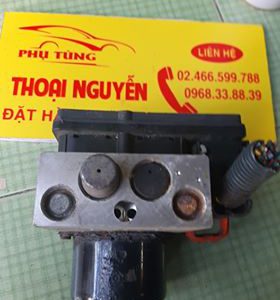 PHỤ TÙNG
LIÊN HỆ
THOẠI NGUYỄN
02.466.599.788
0968.33.88.39
ĐẶT H